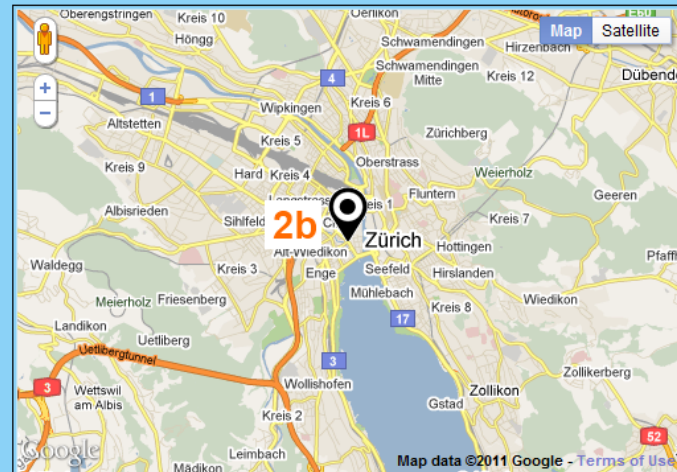 Oberengstringen
Kreis 10
Oerlikon
E60
Höngg
Schwamendingen
Hirzenbach
Map
Satellite
Schwamendingen
Mitte
Kreis 12
Dübend
4
1
Wipkingen
Kreis 6
Altstetten
1L
Zürichberg
Kreis 5
Oberstrass
Weierholz
Kreis 9
Hard
Kreis 4
Fluntern
Geeren
Albisrieden
Kreis 1
Kreis 7
Sihlfeld
2b
Zürich
Hottingen
Alt-Wiedikon
Waldegg
Kreis 3
Enge
Seefeld
Hirslanden
Pfaffh
Meierholz
Friesenberg
Mühlebach
Wiedikon
Kreis 8
Landikon
17
Uetliberg
Uetlibergtunnel
3
Zollikerberg
3
Wettswil
am Albis
Wollishofen
Zollikon
Gstad
Kreis 2
52
Google
Leimbach
Mädikon
Map data ©2011 Google - Terms of Use